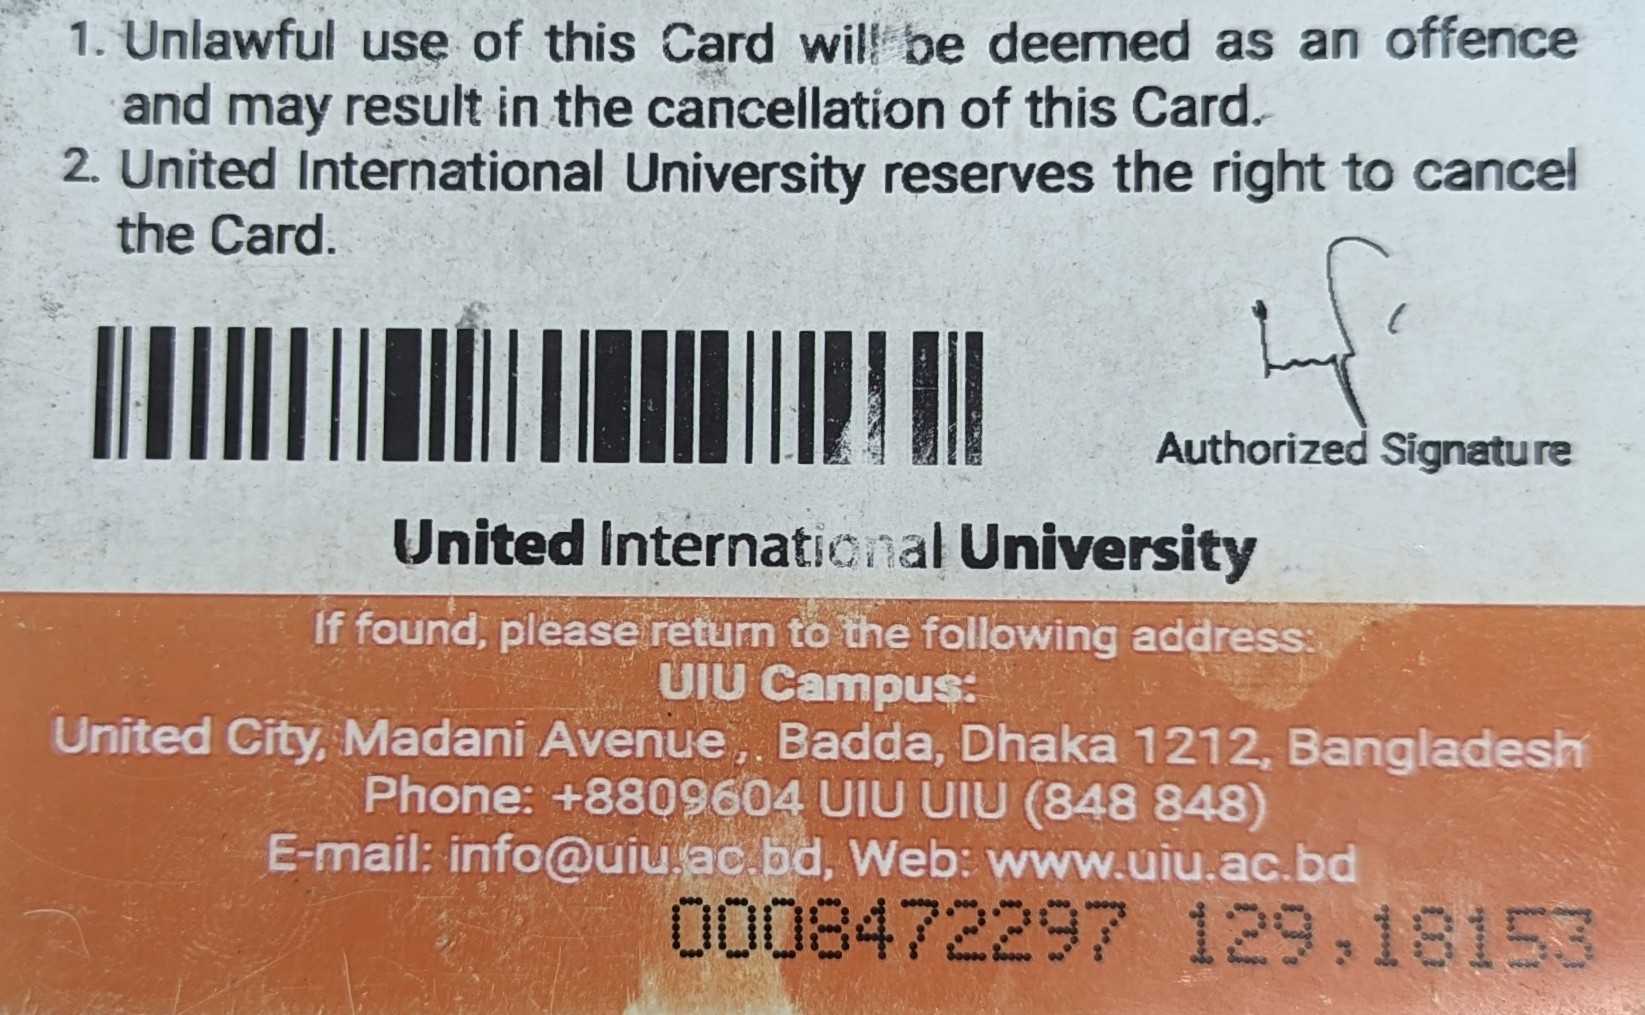 1. Unlawful use of this Card will be deemed as an offence
and may result in the cancellation of this Card.
2. United International University reserves the right to cancel
the Card.
Authorized Signature
United International University
If found, please return to the following address:
UIU Campus:
United City, Madani Avenue , Badda, Dhaka 1212, Bangladesh
Phone: +8809604 UIU UIU (848 848)
E-mail: info@uiu.ac.bd, Web: www.uiu.ac.bd
0008472297 129,18153